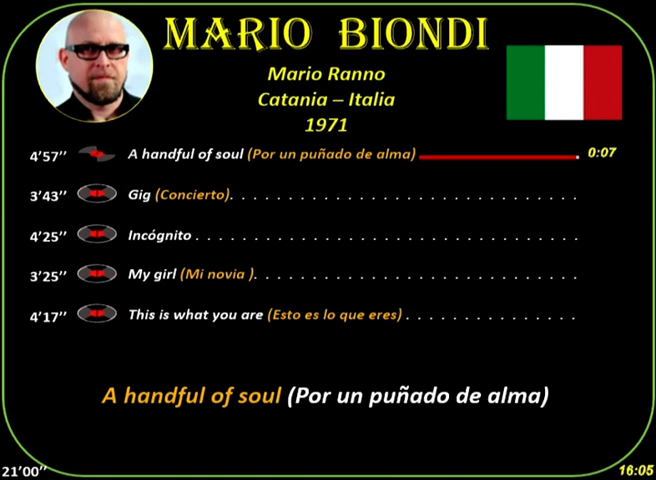 MARIO BIONDI
Mario Ranno
Catania – Italia
1971
4’57’’ A handful of soul (Por un puñado de alma) 0:07
3’43’’ Gig (Concierto). . . . . . . . . . . . . . . . . . . . . . . . . . . . . .
4’25’’ Incógnito . . . . . . . . . . . . . . . . . . . . . . . . . . . . . . . . .
3’25’’ My girl (Mi novia ). . . . . . . . . . . . . . . . . . . . . . . . . . . .
4’17’’ This is what you are (Esto es lo que eres) . . . . . . . . . . . . . . .
A handful of soul (Por un puñado de alma)
21’00’’ 16:05